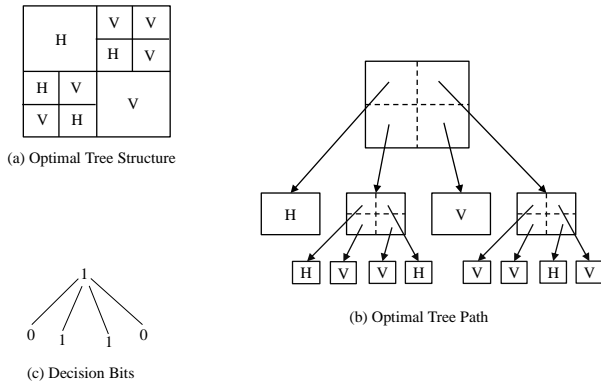 H
V V
H V
H V
V H
V
(a) Optimal Tree Structure
H
V
H V V H
V V H V
(b) Optimal Tree Path
1
0 1 1 0
(c) Decision Bits